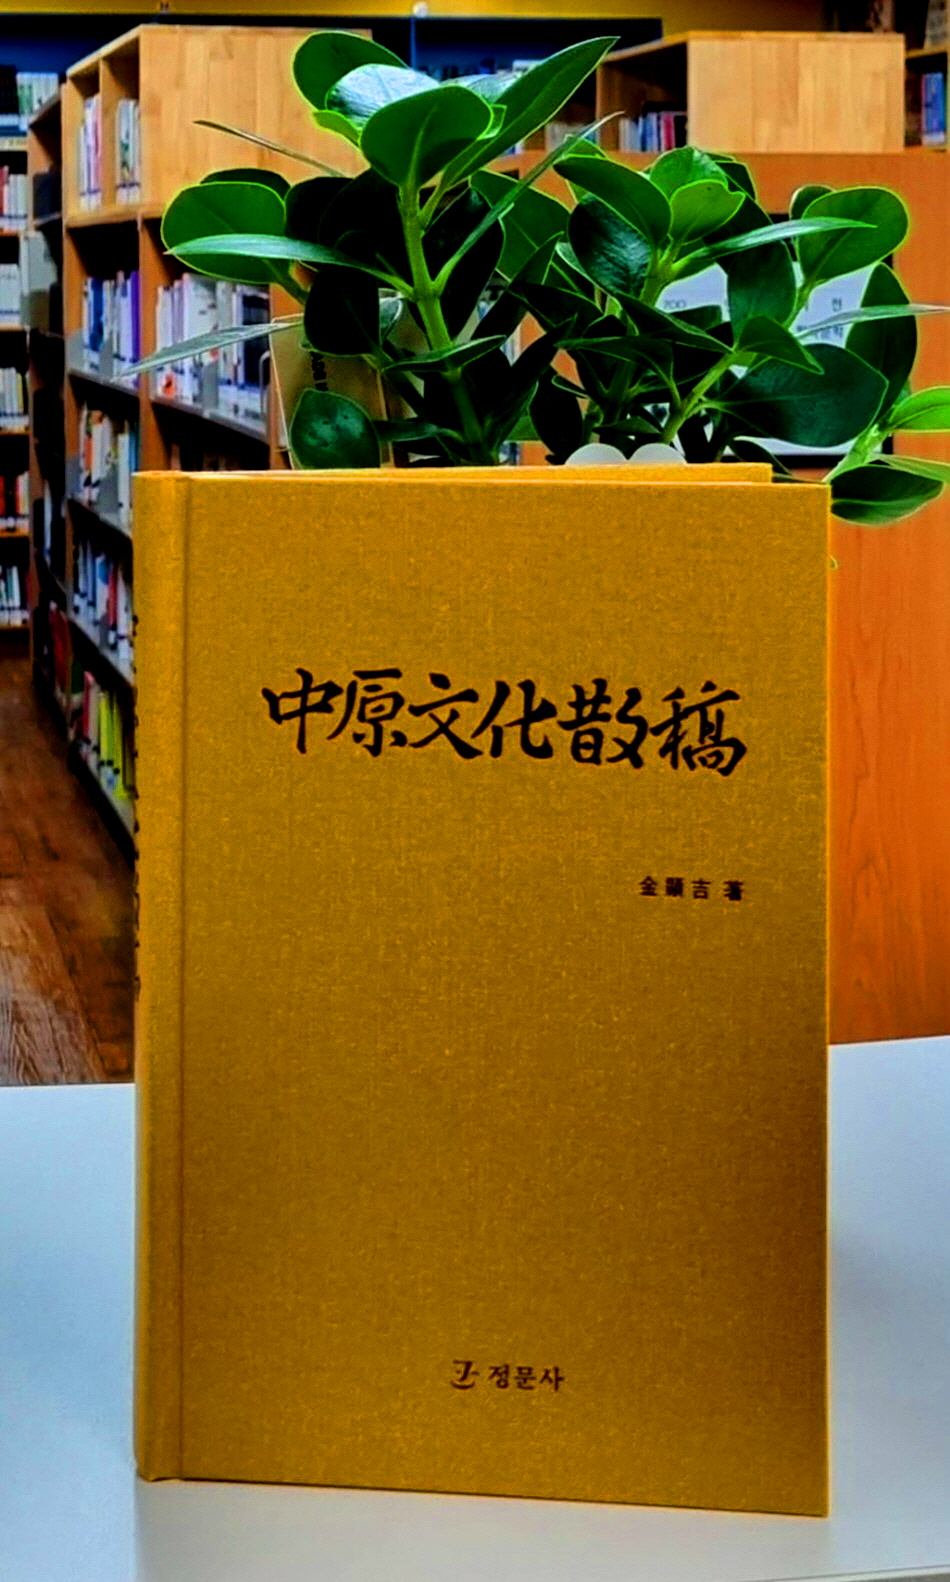 中原文化散稿
金顯吉 著
정문사